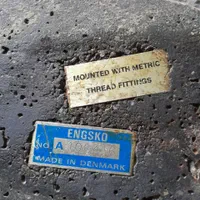 MOUNTED WITH METRIC
THREAD FITTINGS
ENGSKO
NO. A
MADE IN DENMARK